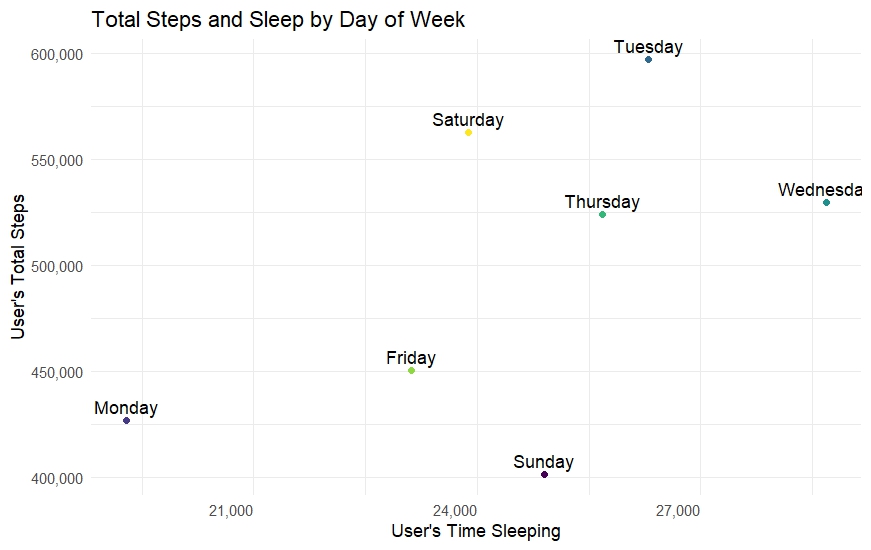 Total Steps and Sleep by Day of Week
600,000
Tuesday
Saturday
550,000
Wednesda
Thursday
500,000
User's Total Steps
450,000
Friday
Monday
Sunday
400,000
21,000
24,000
27,000
User's Time Sleeping